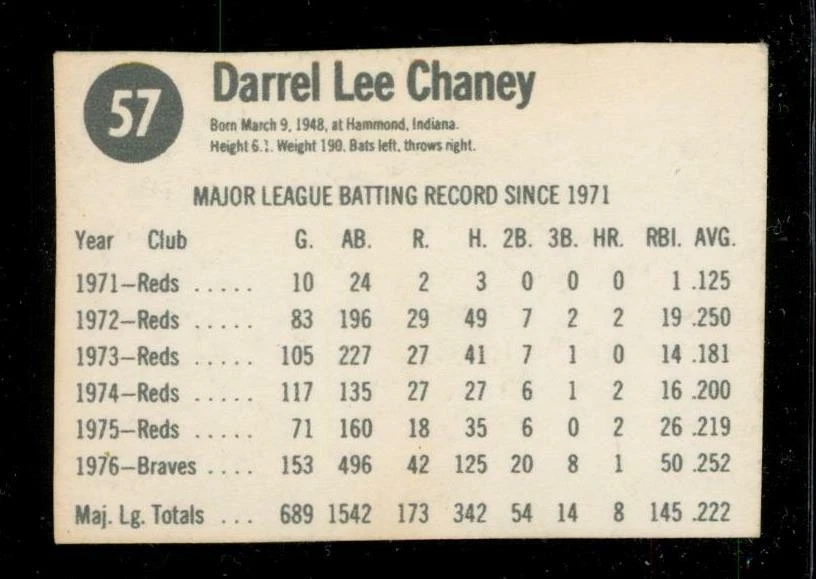 57
Darrel Lee Chaney
Born March 9, 1948, at Hammond, Indiana.
Height 6.1. Weight 190. Bats left, throws right.
MAJOR LEAGUE BATTING RECORD SINCE 1971
Year Club G. AB. R. H. 2B. 3B. HR. RBI. AVG.
1971—Reds ..... 10 24 2 3 0 0 0 1 .125
1972—Reds ..... 83 196 29 49 7 2 2 19 .250
1973—Reds ..... 105 227 27 41 7 1 0 14 .181
1974—Reds ..... 117 135 27 27 6 1 2 16 .200
1975—Reds ..... 71 160 18 35 6 0 2 26 .219
1976—Braves .... 153 496 42 125 20 8 1 50 .252
Maj. Lg. Totals ... 689 1542 173 342 54 14 8 145 .222